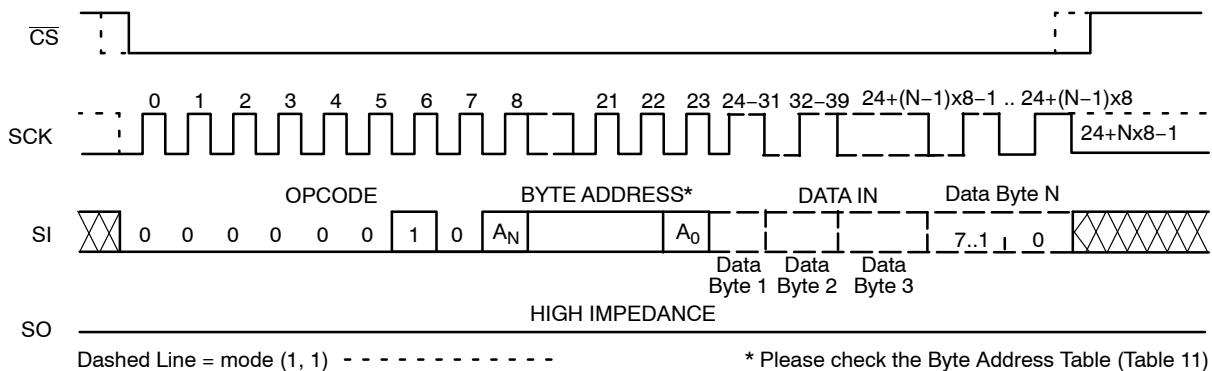 CS
0 1 2 3 4 5 6 7 8 21 22 23 24–31 32–39 24+(N–1)x8–1 .. 24+(N–1)x8
SCK
24+Nx8–1
OPCODE BYTE ADDRESS* DATA IN Data Byte N
SI 0 0 0 0 0 0 1 0 AN A0 7..1 0
Data Byte 1 Data Byte 2 Data Byte 3
HIGH IMPEDANCE
SO
Dashed Line = mode (1, 1) * Please check the Byte Address Table (Table 11)